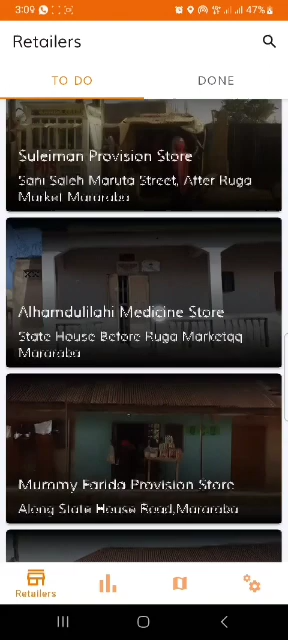 3:09 47%
Retailers
TO DO DONE
Suleiman Provision Store
Sani Saleh Maruta Street, After Ruga
Market Mararaba
Alhamdulilahi Medicine Store
State House Before Ruga Marketqq
Mararaba
Mummy Farida Provision Store
Along State House Road,Mararaba
Retailers